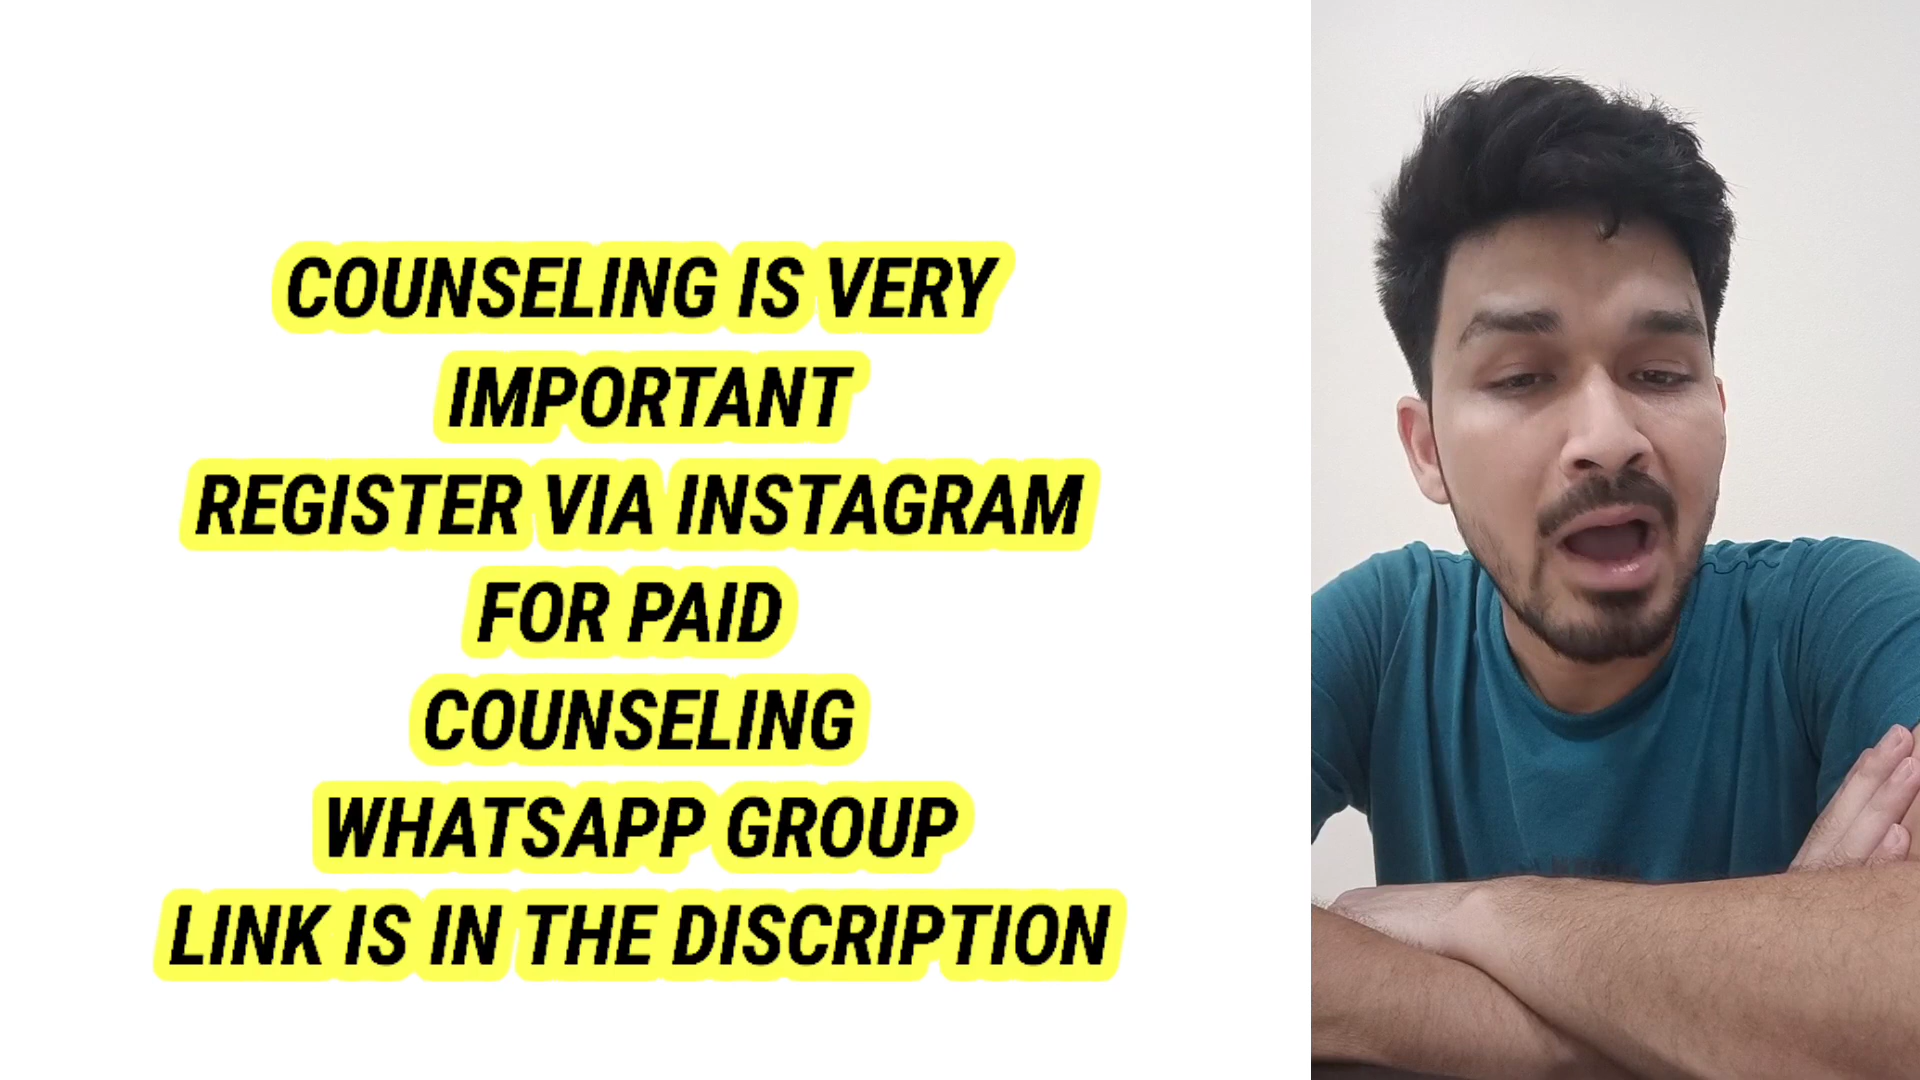 COUNSELING IS VERY
IMPORTANT
REGISTER VIA INSTAGRAM
FOR PAID
COUNSELING
WHATSAPP GROUP
LINK IS IN THE DISCRIPTION